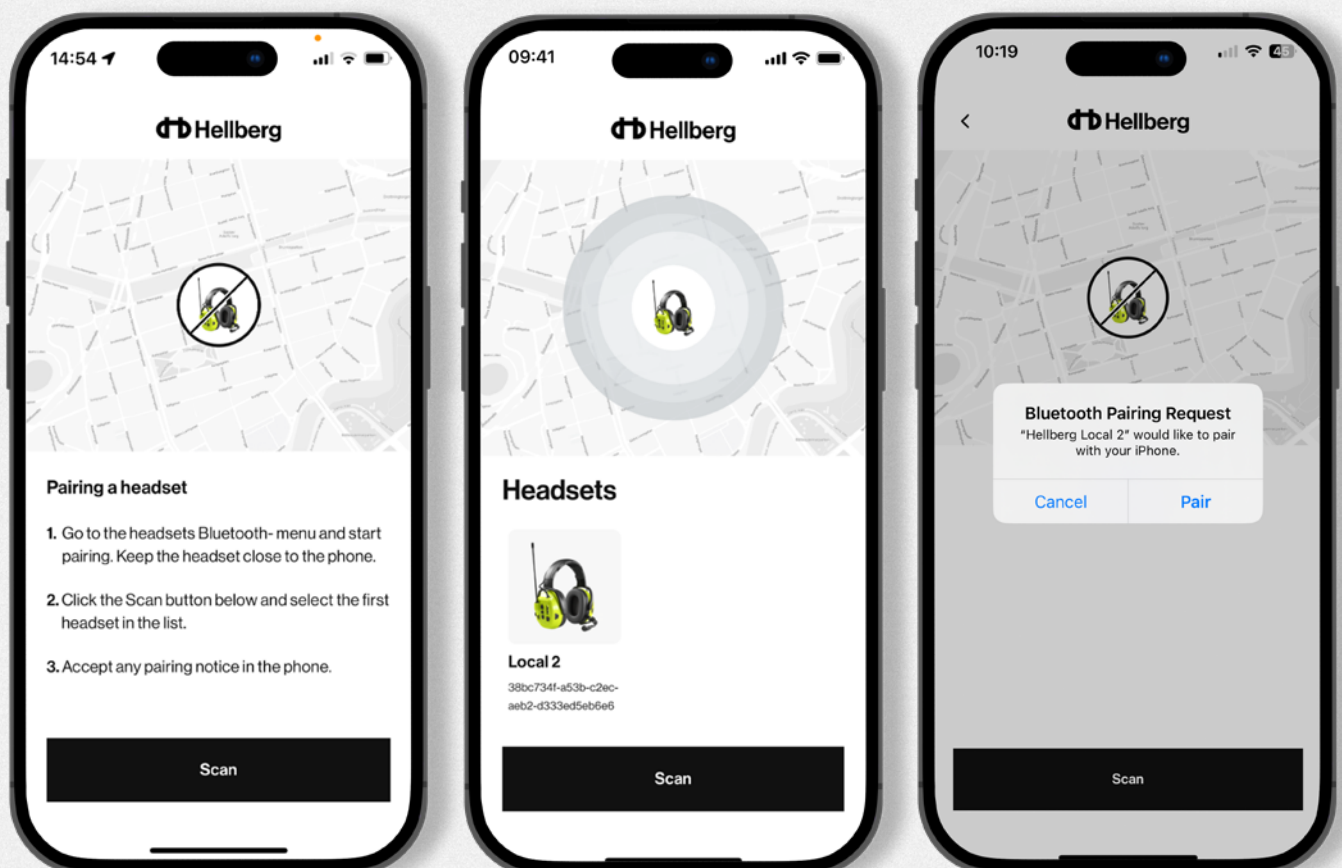 14:54
Hellberg
Pairing a headset
1. Go to the headsets Bluetooth- menu and start
pairing. Keep the headset close to the phone.
2. Click the Scan button below and select the first
headset in the list.
3. Accept any pairing notice in the phone.
Scan
09:41
Hellberg
Headsets
Local 2
38bc734f-a53b-c2ec-
aeb2-d333ed5eb6e6
Scan
10:19
45
Hellberg
Bluetooth Pairing Request
"Hellberg Local 2" would like to pair
with your iPhone.
Cancel
Pair
Scan